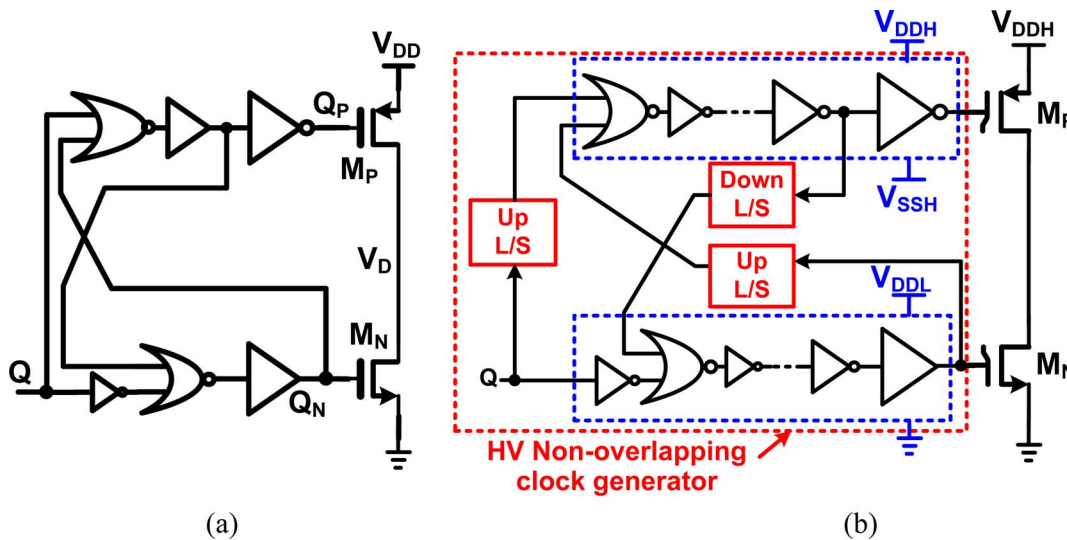 V_DD
Q_P
M_P
V_D
M_N
Q
Q_N
(a)
V_DDH
V_DDH
M_P
V_SSH
Down
L/S
Up
L/S
Up
L/S
V_DDL
Q
M_N
HV Non-overlapping
clock generator
(b)